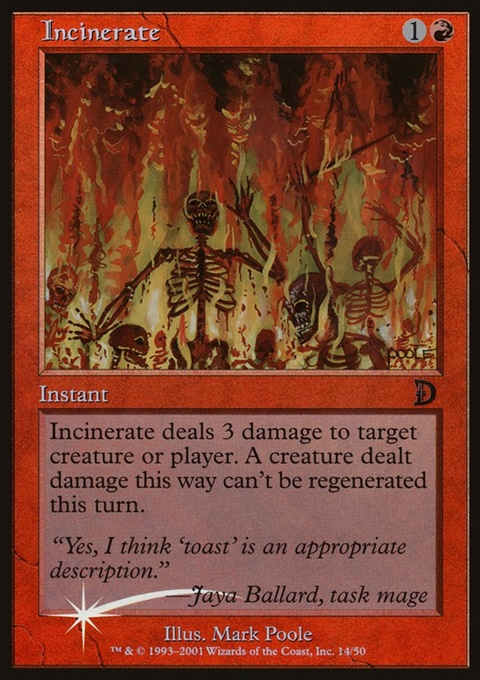 Incinerate 1
POOLE
Instant D
Incinerate deals 3 damage to target
creature or player. A creature dealt
damage this way can't be regenerated
this turn.
“Yes, I think ‘toast’ is an appropriate
description.”
—Jaya Ballard, task mage
Illus. Mark Poole
™ & © 1993–2001 Wizards of the Coast, Inc. 14/50